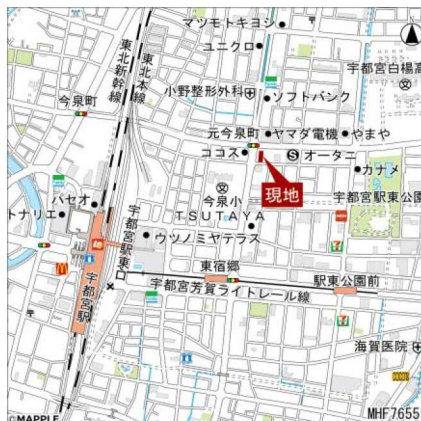 マツモトキヨシ
ユニクロ
東北新幹線
東北本線
宇都宮白楊高
今泉町
小野整形外科
ソフトバンク
元今泉町
ヤマダ電機
やまや
ココス
オータニ
カナメ
現地
今泉小
TSUTAYA
宇都宮駅東公園
パセオ
トナリエ
宇都宮駅東口
ウツノミヤテラス
東宿郷
宇都宮駅
宇都宮芳賀ライトレール線
駅東公園前
海賀医院
©MAPPLE
MHF7655